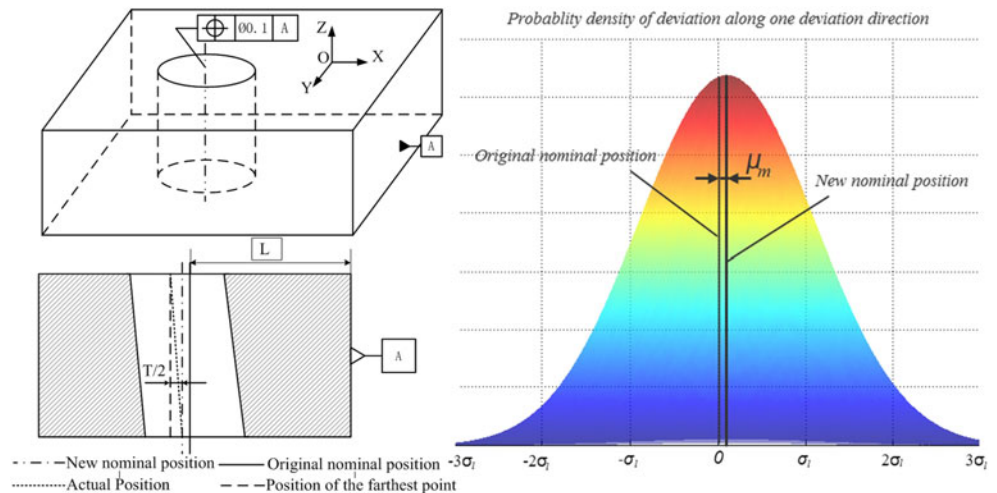 Ø0.1 A
Z
O
X
Y
A
L
T/2
A
New nominal position
Original nominal position
Actual Position
Position of the farthest point
Probablity density of deviation along one deviation direction
Original nominal position
μm
New nominal position
-3σl
-2σl
-σl
0
σl
2σl
3σl